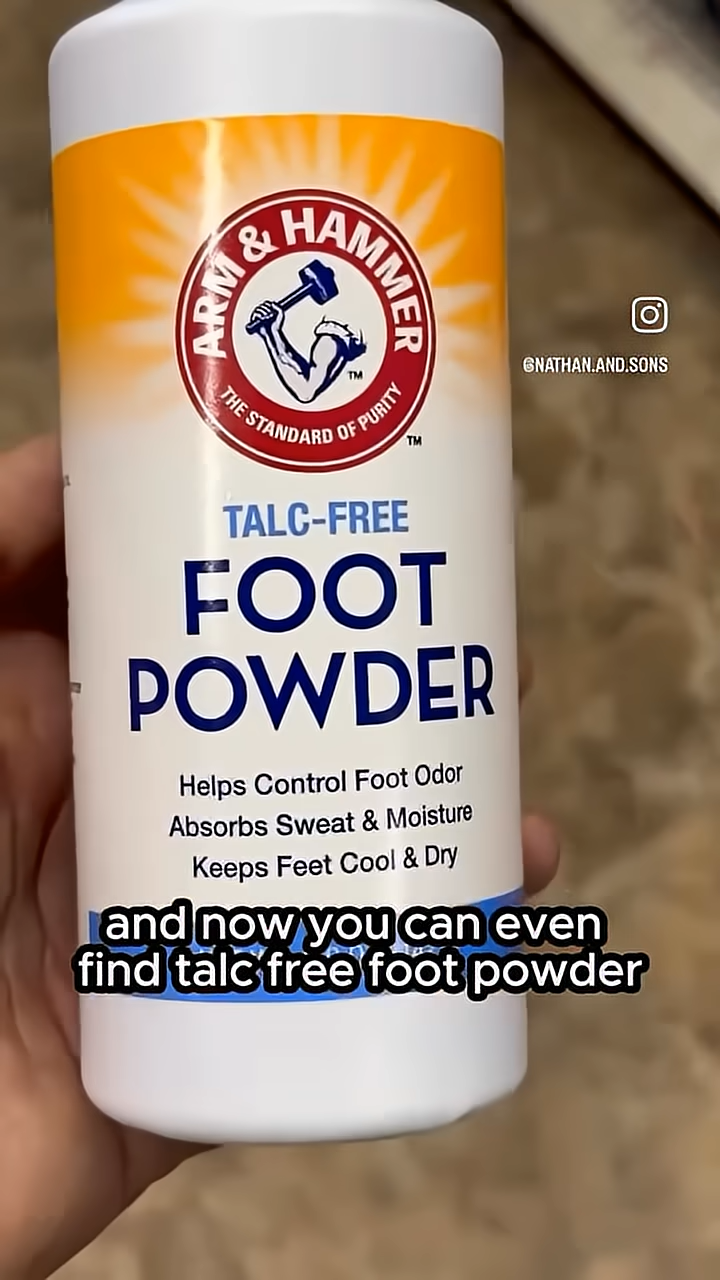 ARM & HAMMER
™
THE STANDARD OF PURITY
™
@NATHAN.AND.SONS
TALC-FREE
FOOT
POWDER
Helps Control Foot Odor
Absorbs Sweat & Moisture
Keeps Feet Cool & Dry
and now you can even
find talc free foot powder